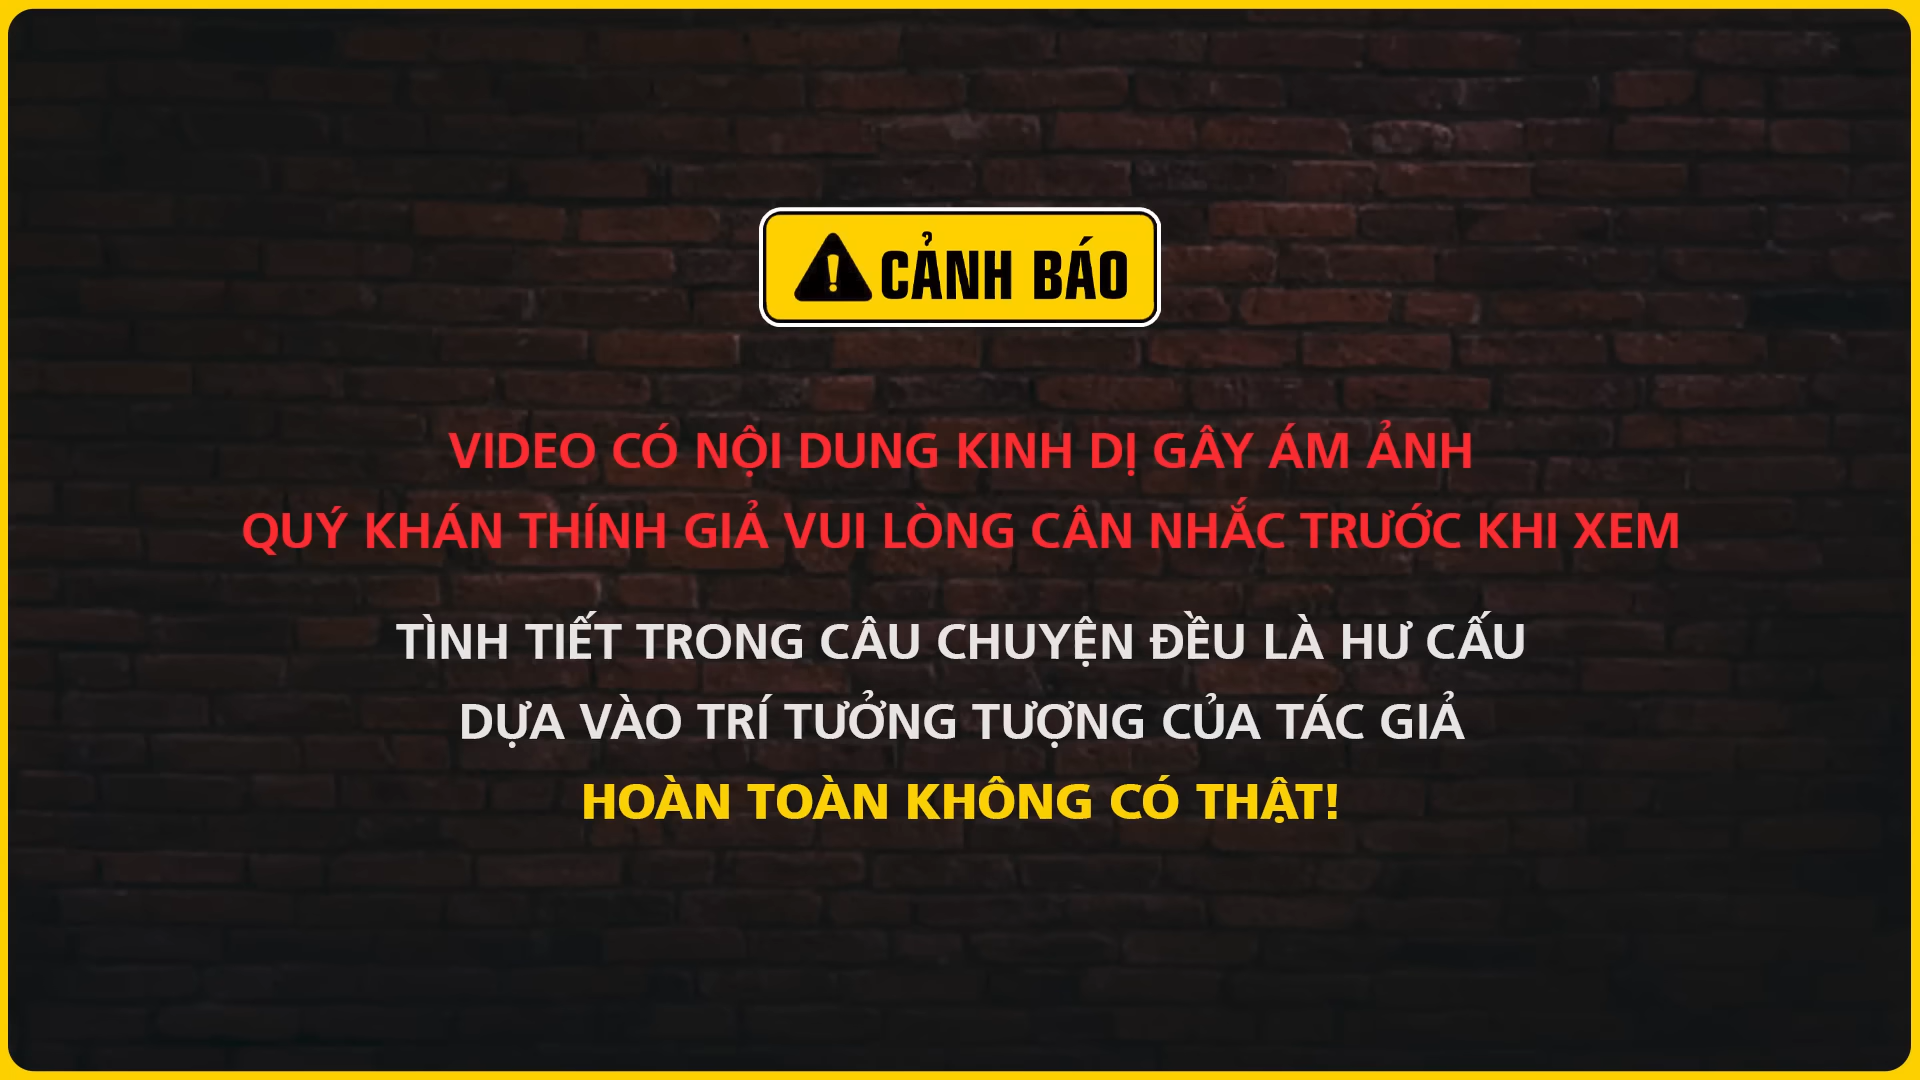 CẢNH BÁO
VIDEO CÓ NỘI DUNG KINH DỊ GÂY ÁM ẢNH
QUÝ KHÁN THÍNH GIẢ VUI LÒNG CÂN NHẮC TRƯỚC KHI XEM
TÌNH TIẾT TRONG CÂU CHUYỆN ĐỀU LÀ HƯ CẤU
DỰA VÀO TRÍ TƯỞNG TƯỢNG CỦA TÁC GIẢ
HOÀN TOÀN KHÔNG CÓ THẬT!